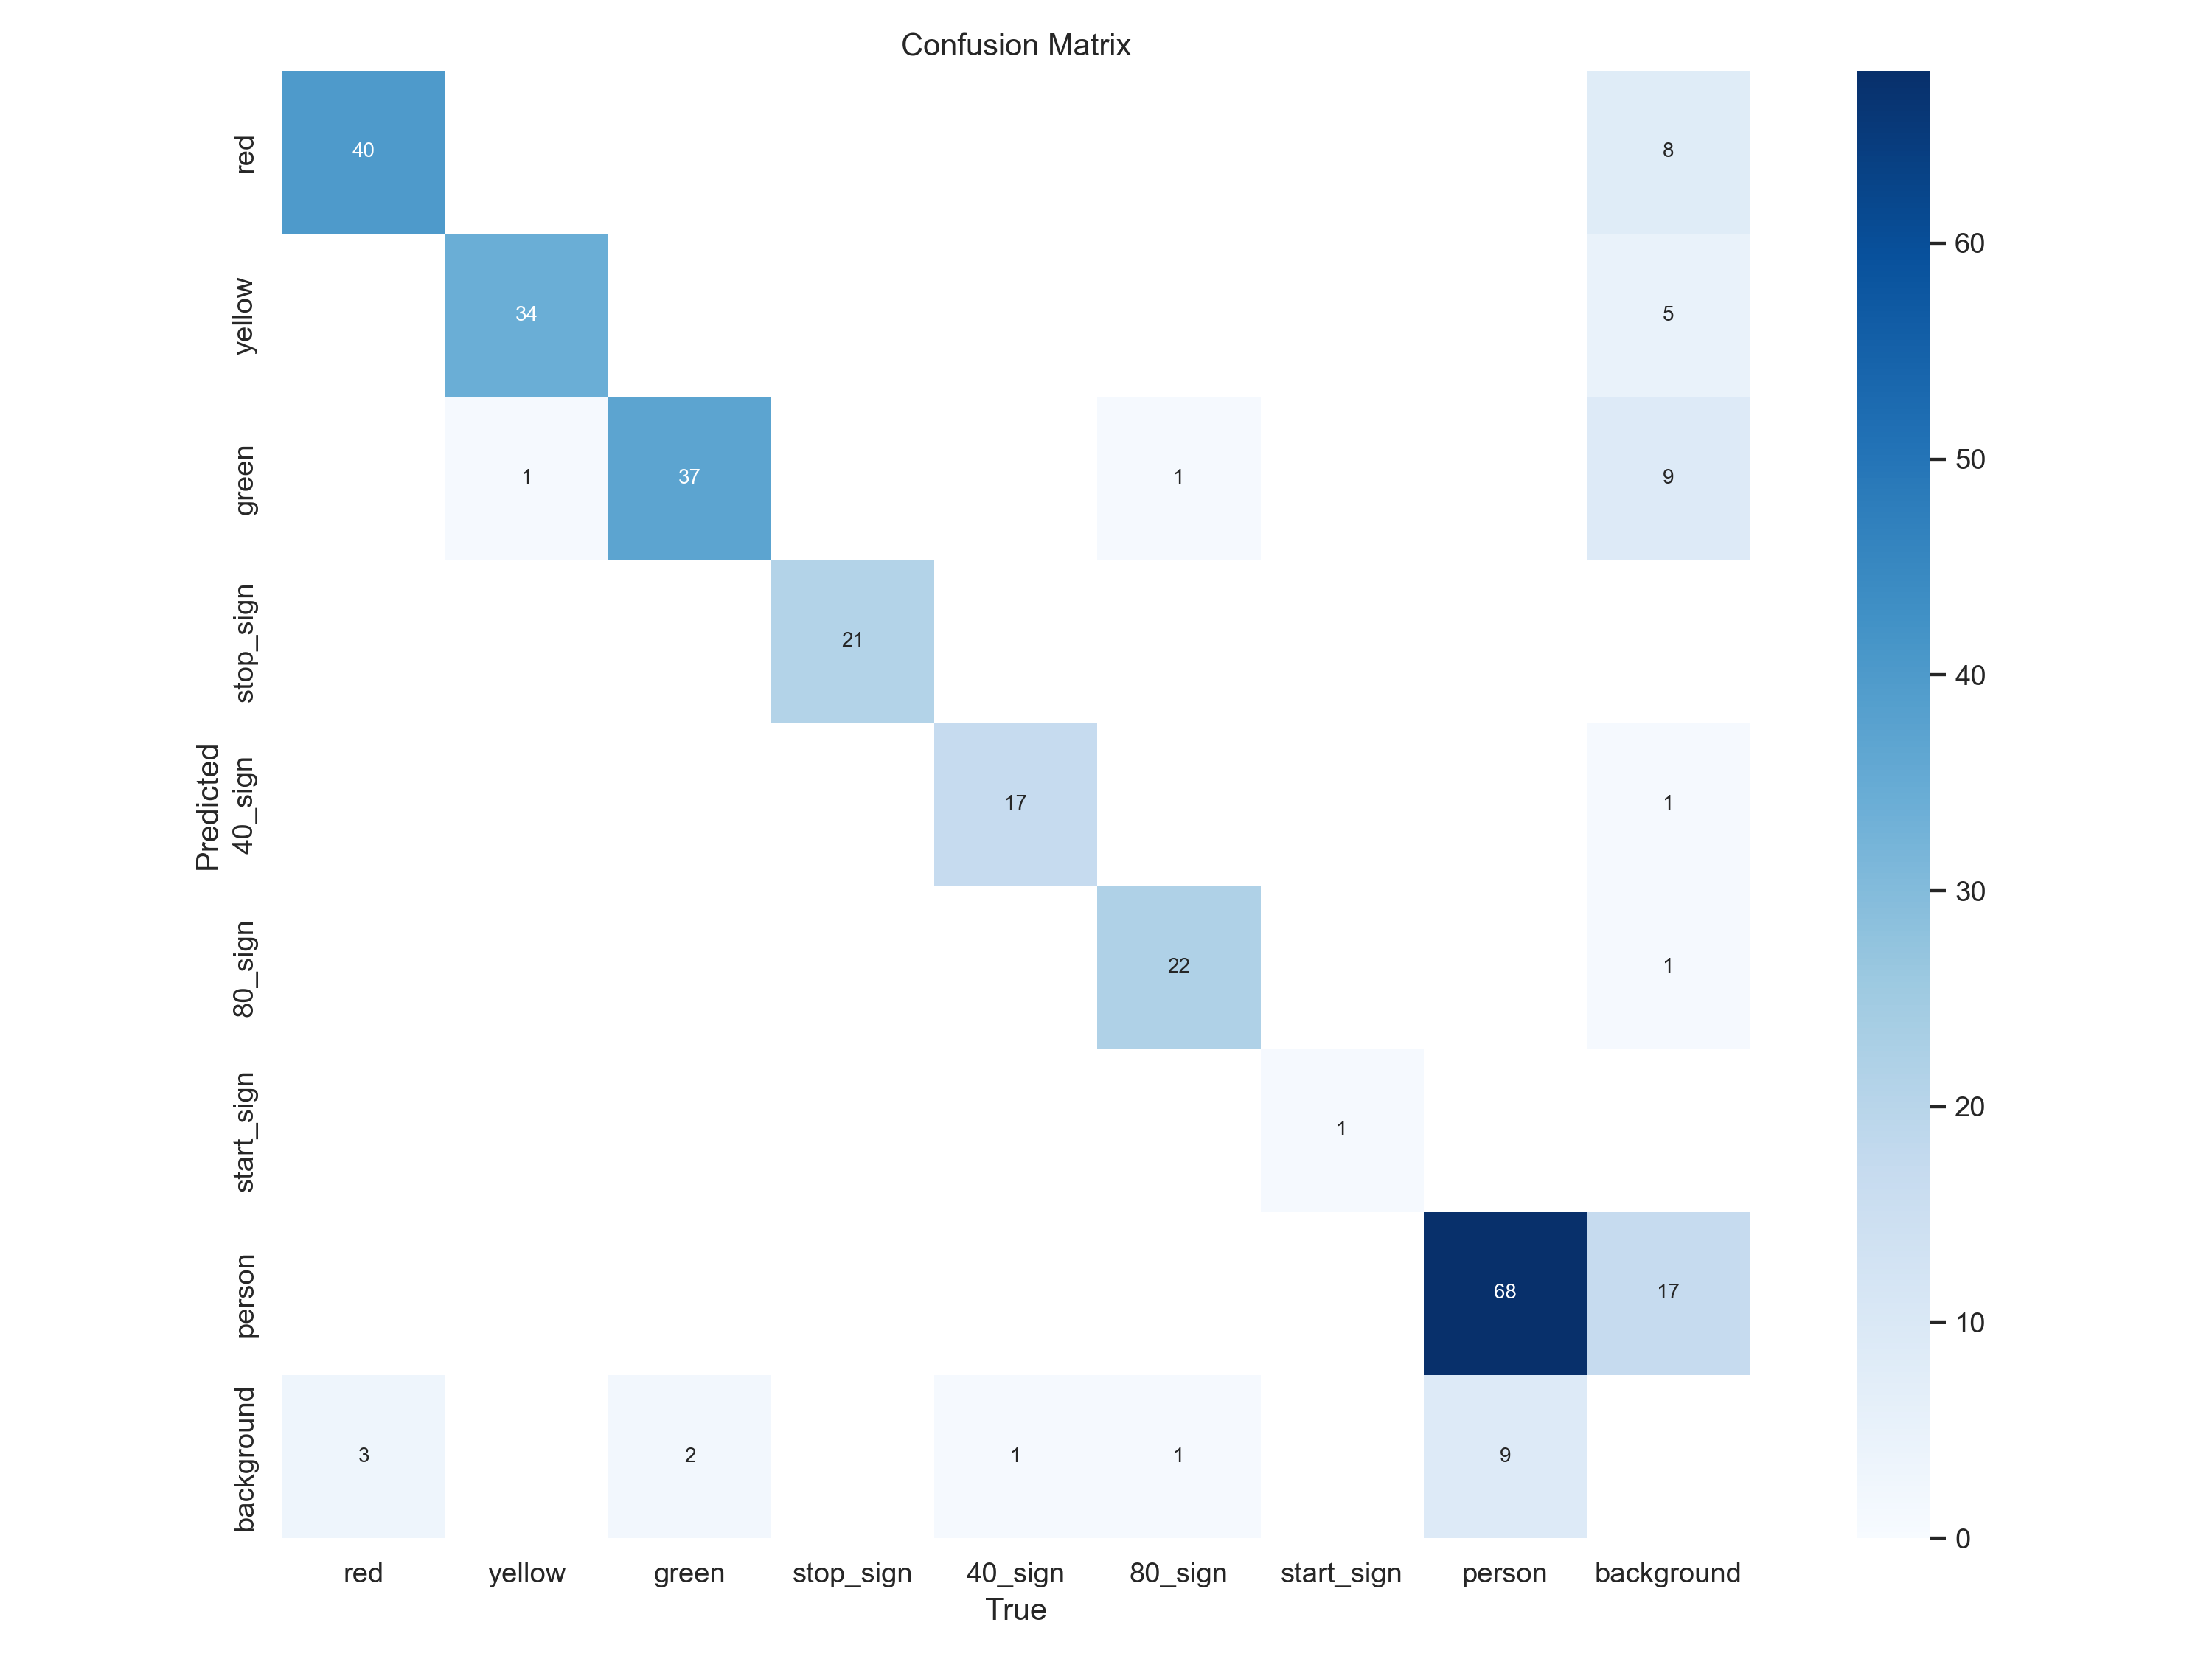 Confusion Matrix
red
40
8
yellow
34
5
60
green
1
37
1
9
50
stop_sign
21
40
Predicted
40_sign
17
1
30
80_sign
22
1
20
start_sign
1
person
68
17
10
background
3
2
1
1
9
0
red yellow green stop_sign 40_sign 80_sign start_sign person background
True